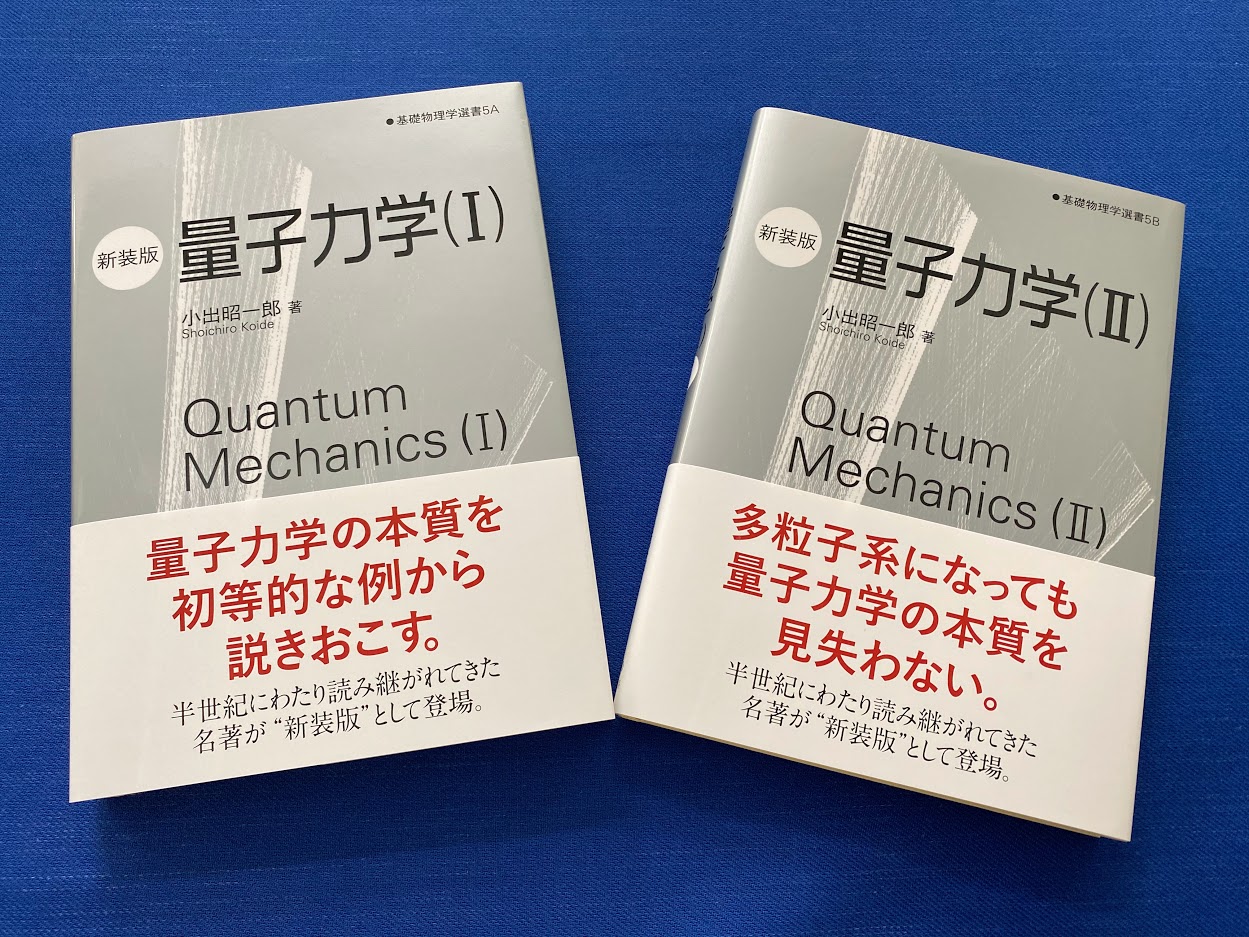 ●基礎物理学選書5A
新装版
量子力学(Ⅰ)
小出昭一郎 著
Shoichiro Koide
Quantum
Mechanics (Ⅰ)
量子力学の本質を
初等的な例から
説きおこす。
半世紀にわたり読み継がれてきた
名著が“新装版”として登場。
●基礎物理学選書5B
新装版
量子力学(Ⅱ)
小出昭一郎 著
Shoichiro Koide
Quantum
Mechanics (Ⅱ)
多粒子系になっても
量子力学の本質を
見失わない。
半世紀にわたり読み継がれてきた
名著が“新装版”として登場。